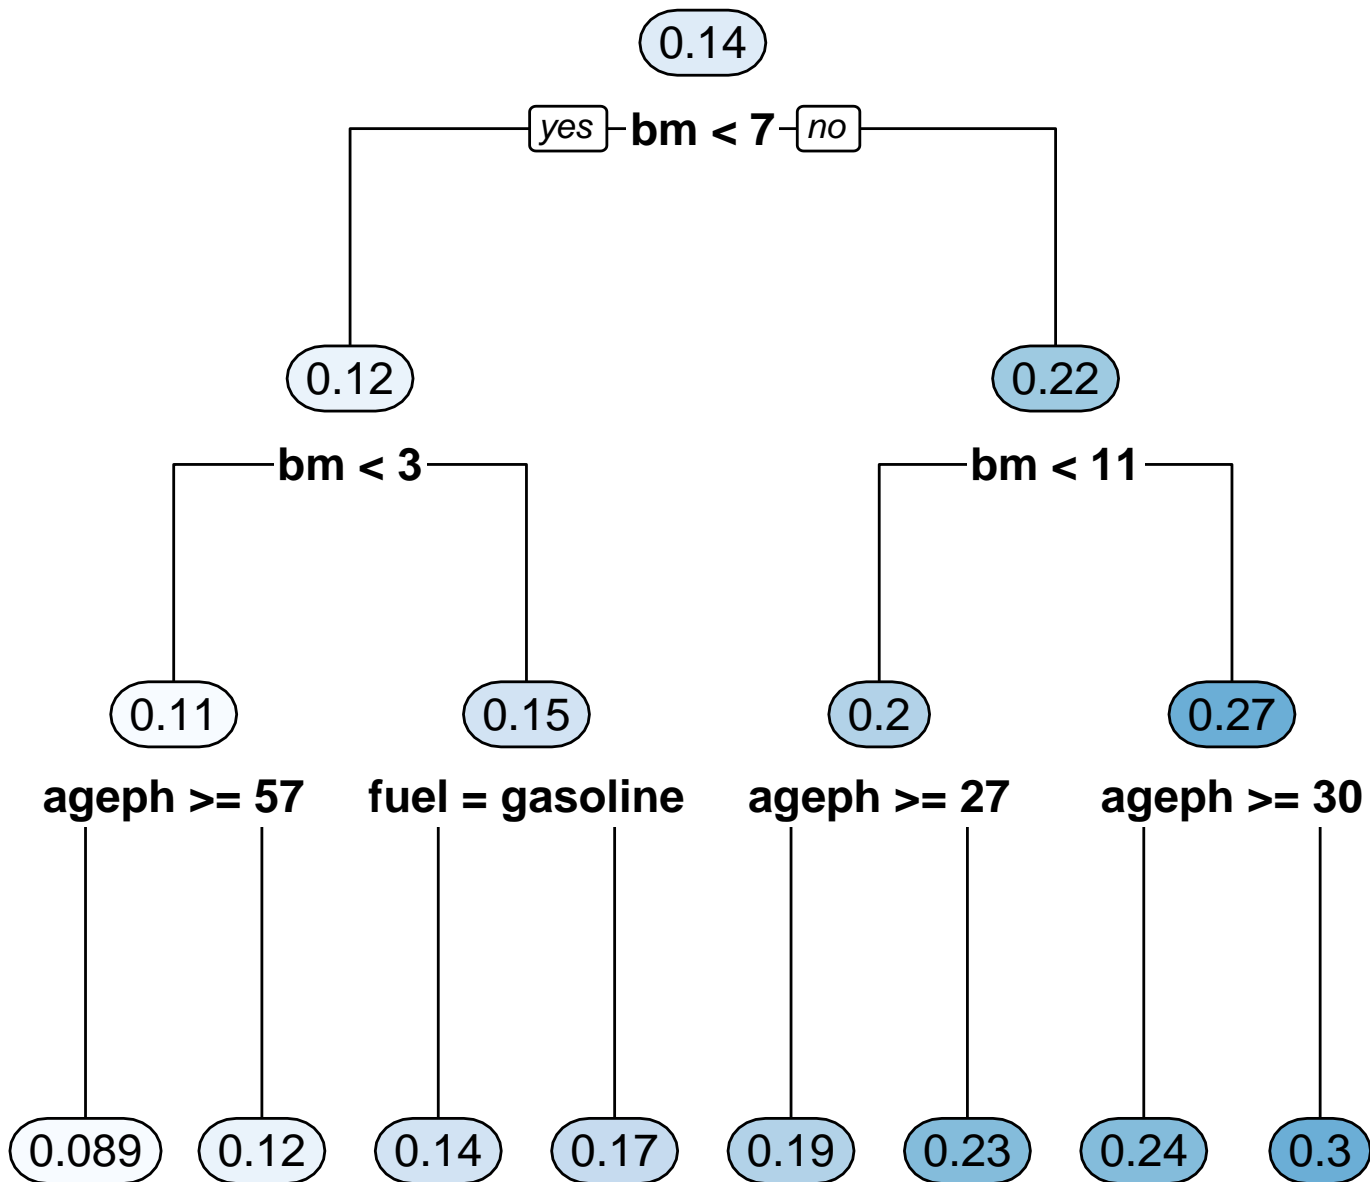 0.14
yes bm < 7 no
0.12 0.22
bm < 3 bm < 11
0.11 0.15 0.2 0.27
ageph >= 57 fuel = gasoline ageph >= 27 ageph >= 30
0.089 0.12 0.14 0.17 0.19 0.23 0.24 0.3